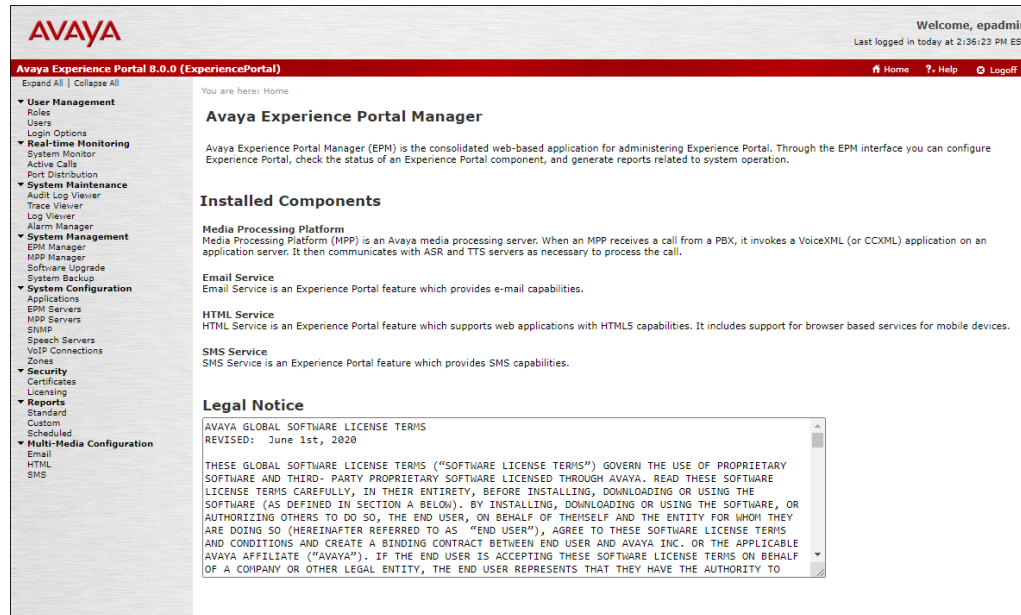 AVAYA
Welcome, epadmi
Last logged in today at 2:36:23 PM ES
Avaya Experience Portal 8.0.0 (ExperiencePortal)
Home ? Help Logoff
Expand All | Collapse All
User Management
Roles
Users
Login Options
Real-time Monitoring
System Monitor
Active Calls
Port Distribution
System Maintenance
Audit Log Viewer
Trace Viewer
Log Viewer
Alarm Manager
System Management
EPM Manager
MPP Manager
Software Upgrade
System Backup
System Configuration
Applications
EPM Servers
MPP Servers
SNMP
Speech Servers
VoIP Connections
Zones
Security
Certificates
Licensing
Reports
Standard
Custom
Scheduled
Multi-Media Configuration
Email
HTML
SMS
You are here: Home
Avaya Experience Portal Manager
Avaya Experience Portal Manager (EPM) is the consolidated web-based application for administering Experience Portal. Through the EPM interface you can configure
Experience Portal, check the status of an Experience Portal component, and generate reports related to system operation.
Installed Components
Media Processing Platform
Media Processing Platform (MPP) is an Avaya media processing server. When an MPP receives a call from a PBX, it invokes a VoiceXML (or CCXML) application on an
application server. It then communicates with ASR and TTS servers as necessary to process the call.
Email Service
Email Service is an Experience Portal feature which provides e-mail capabilities.
HTML Service
HTML Service is an Experience Portal feature which supports web applications with HTML5 capabilities. It includes support for browser based services for mobile devices.
SMS Service
SMS Service is an Experience Portal feature which provides SMS capabilities.
Legal Notice
AVAYA GLOBAL SOFTWARE LICENSE TERMS
REVISED: June 1st, 2020
THESE GLOBAL SOFTWARE LICENSE TERMS (“SOFTWARE LICENSE TERMS”) GOVERN THE USE OF PROPRIETARY
SOFTWARE AND THIRD- PARTY PROPRIETARY SOFTWARE LICENSED THROUGH AVAYA. READ THESE SOFTWARE
LICENSE TERMS CAREFULLY, IN THEIR ENTIRETY, BEFORE INSTALLING, DOWNLOADING OR USING THE
SOFTWARE (AS DEFINED IN SECTION A BELOW). BY INSTALLING, DOWNLOADING OR USING THE SOFTWARE, OR
AUTHORIZING OTHERS TO DO SO, THE END USER, ON BEHALF OF THEMSELF AND THE ENTITY FOR WHOM THEY
ARE DOING SO (HEREINAFTER REFERRED TO AS “END USER”), AGREE TO THESE SOFTWARE LICENSE TERMS
AND CONDITIONS AND CREATE A BINDING CONTRACT BETWEEN END USER AND AVAYA INC. OR THE APPLICABLE
AVAYA AFFILIATE (“AVAYA”). IF THE END USER IS ACCEPTING THESE SOFTWARE LICENSE TERMS ON BEHALF
OF A COMPANY OR OTHER LEGAL ENTITY, THE END USER REPRESENTS THAT THEY HAVE THE AUTHORITY TO